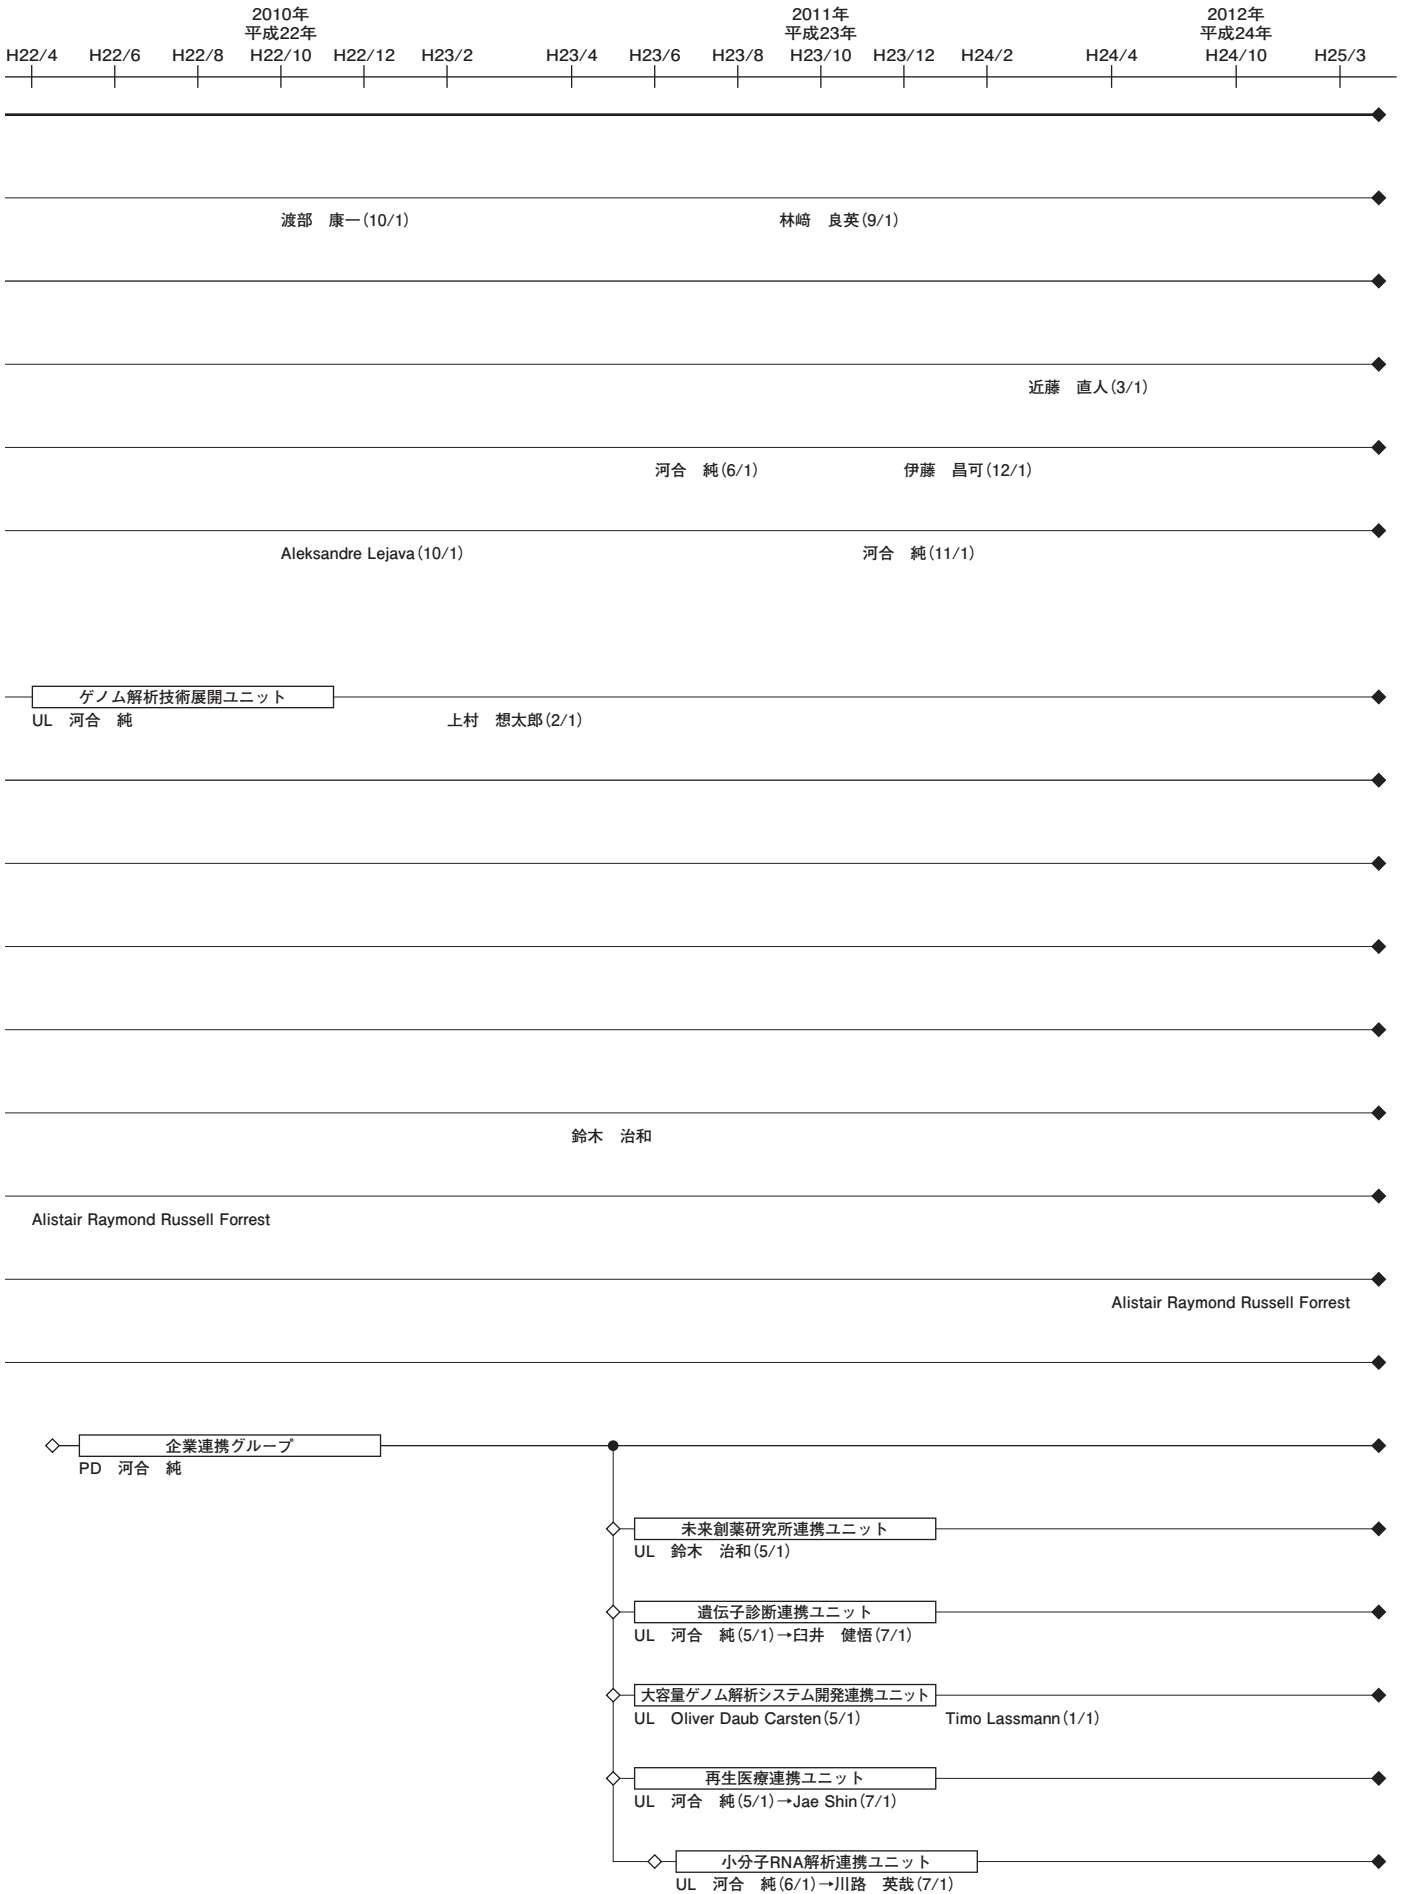 2010年 2011年 2012年
平成22年 平成23年 平成24年
H22/4 H22/6 H22/8 H22/10 H22/12 H23/2 H23/4 H23/6 H23/8 H23/10 H23/12 H24/2 H24/4 H24/10 H25/3
渡部　康一(10/1) 林﨑　良英(9/1)
近藤　直人(3/1)
河合　純(6/1) 伊藤　昌可(12/1)
Aleksandre Lejava(10/1) 河合　純(11/1)
ゲノム解析技術展開ユニット
UL　河合　純 上村　想太郎(2/1)
鈴木　治和
Alistair Raymond Russell Forrest
Alistair Raymond Russell Forrest
企業連携グループ
PD　河合　純
未来創薬研究所連携ユニット
UL　鈴木　治和(5/1)
遺伝子診断連携ユニット
UL　河合　純(5/1)→臼井　健悟(7/1)
大容量ゲノム解析システム開発連携ユニット
UL　Oliver Daub Carsten(5/1) Timo Lassmann(1/1)
再生医療連携ユニット
UL　河合　純(5/1)→Jae Shin(7/1)
小分子RNA解析連携ユニット
UL　河合　純(6/1)→川路　英哉(7/1)